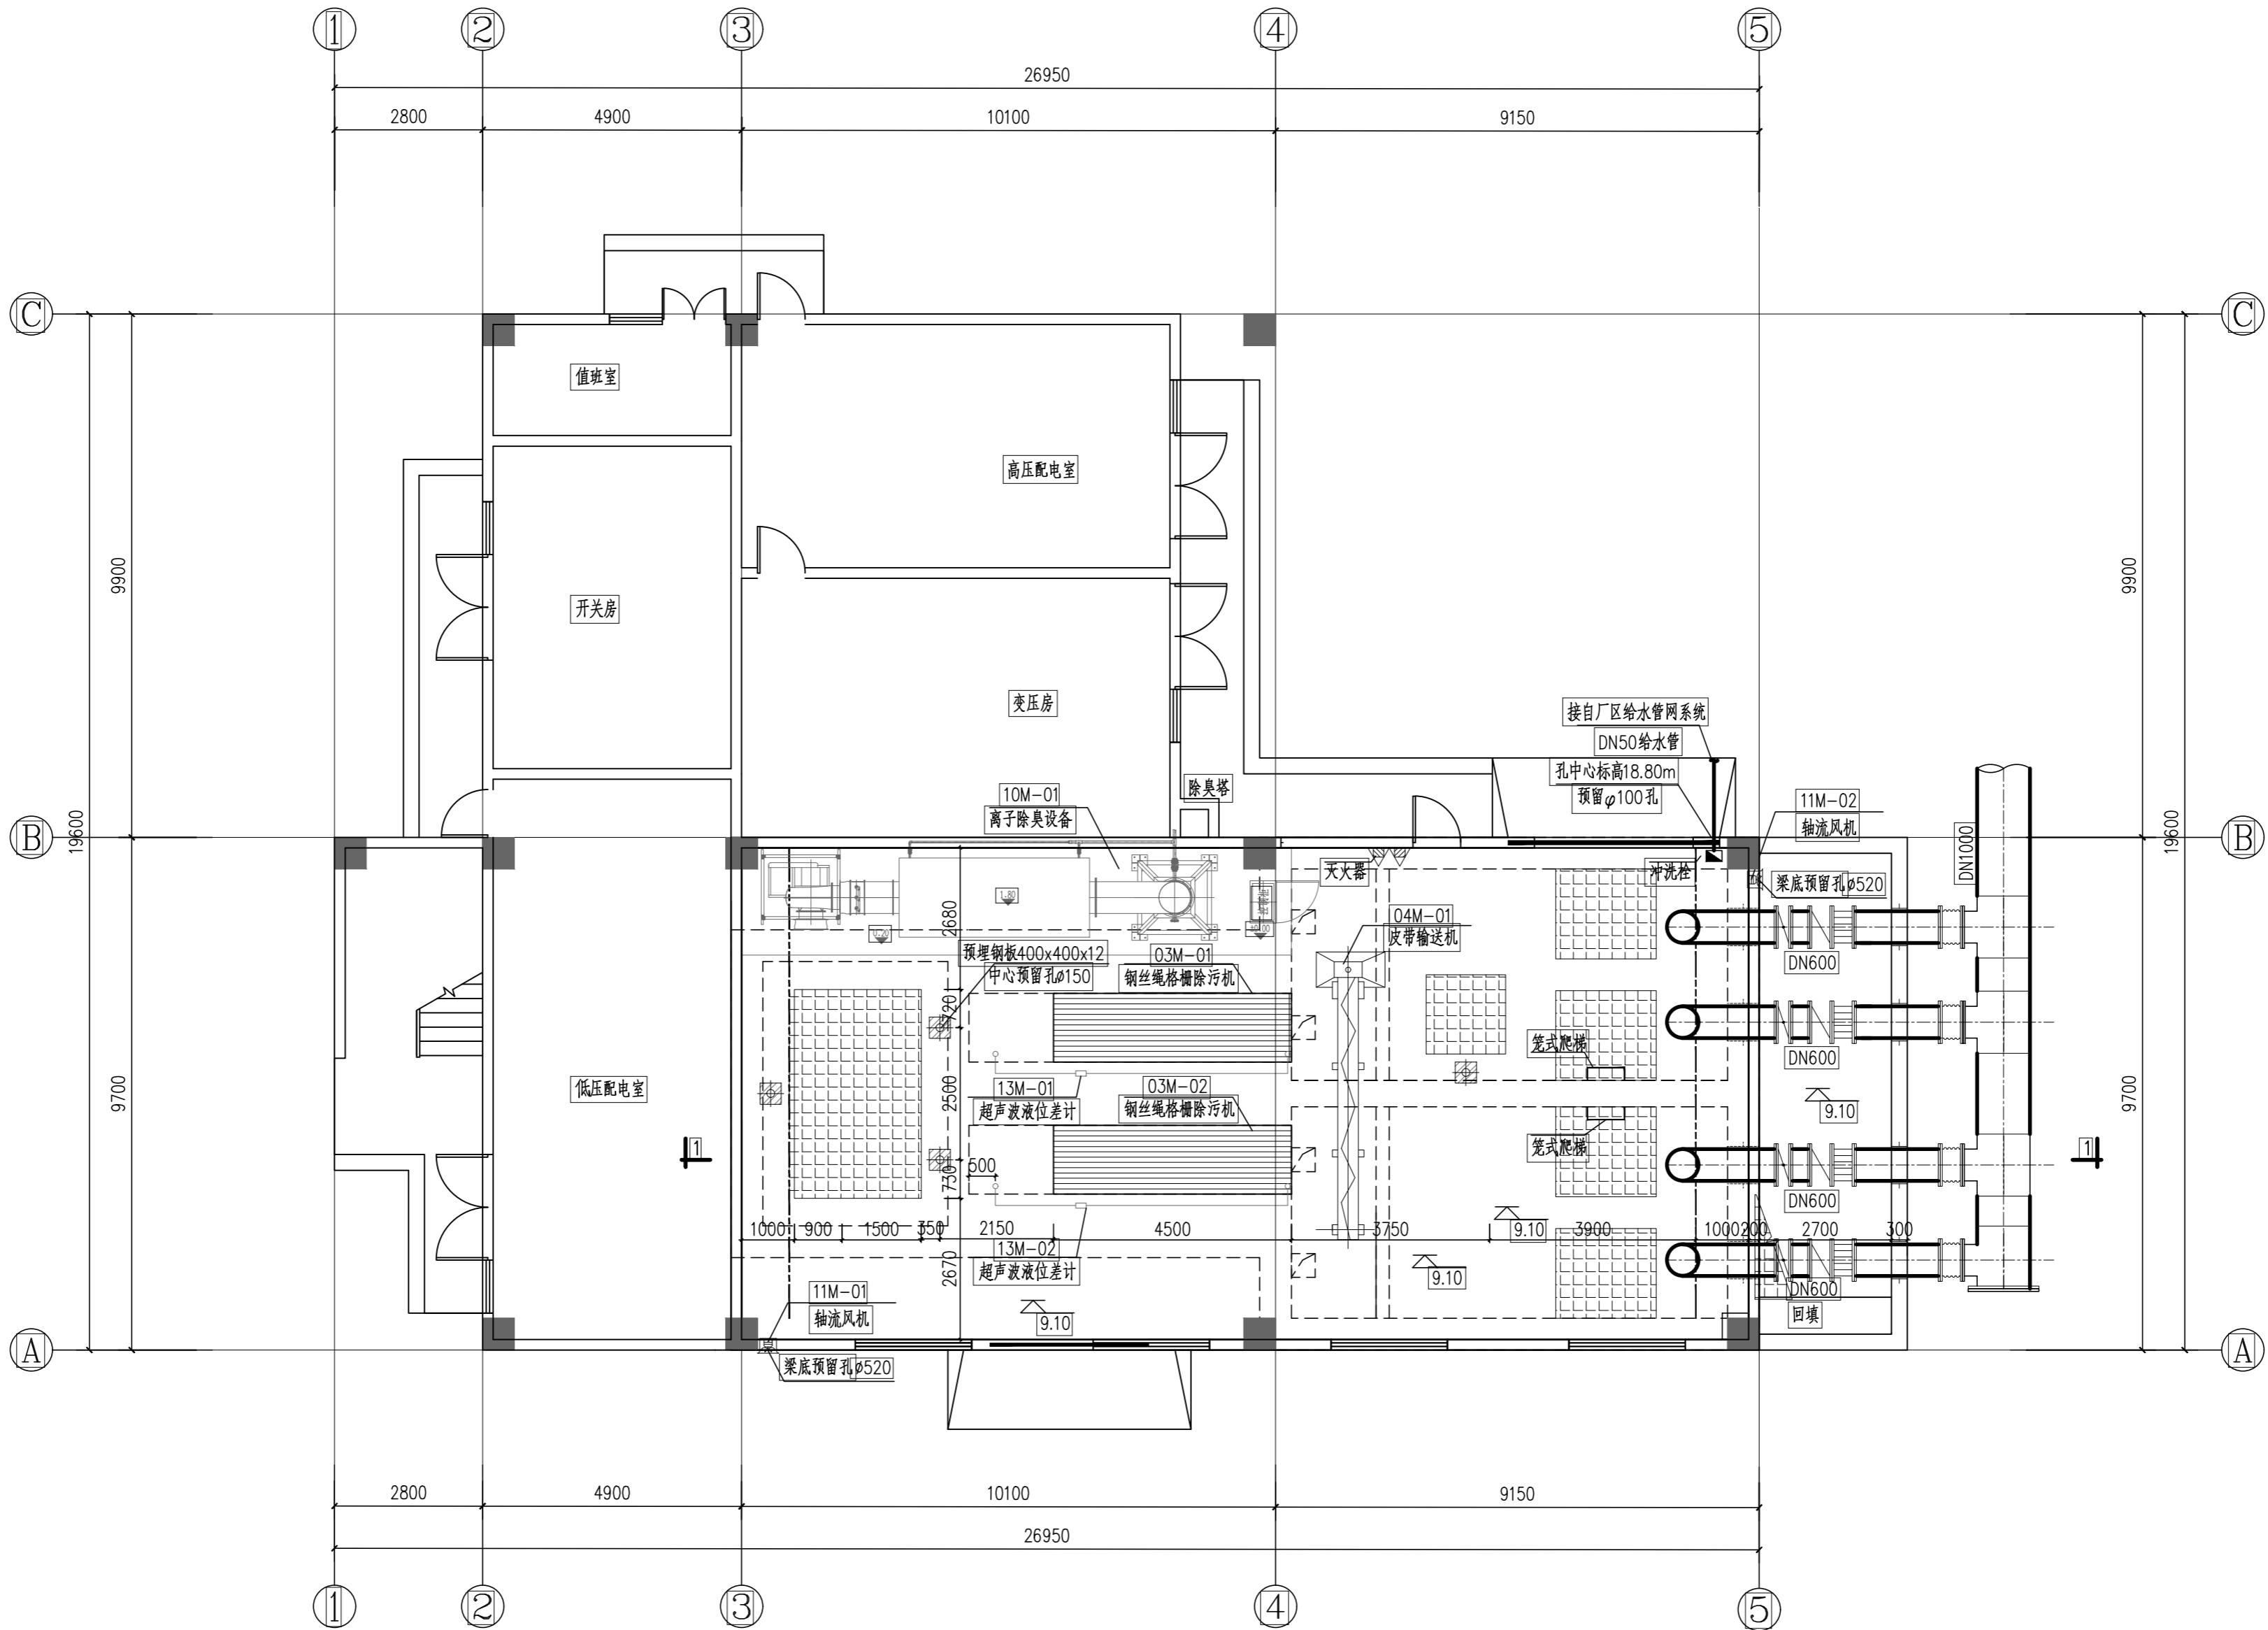 1
2
3
4
5
26950
2800
4900
10100
9150
C
C
值班室
高压配电室
9900
19600
开关房
变压房
9900
19600
接自厂区给水管网系统
DN50给水管
孔中心标高18.80m
预留φ100孔
除臭塔
10M-01
离子除臭设备
11M-02
轴流风机
DN1000
B
B
灭火器
冲洗栓
梁底预留孔ø520
1.80
0.20
±0.00
2680
04M-01
皮带输送机
预埋钢板400x400x12
中心预留孔ø150
03M-01
钢丝绳格栅除污机
DN600
790
笼式爬梯
DN600
低压配电室
13M-01
超声波液位差计
03M-02
钢丝绳格栅除污机
2500
9.10
9700
9700
1
1
笼式爬梯
500
730
DN600
1000
900
1500
350
2150
4500
3750
9.10
3900
1000
200
2700
300
13M-02
超声波液位差计
2670
9.10
11M-01
轴流风机
9.10
DN600
回填
A
A
梁底预留孔ø520
2800
4900
10100
9150
26950
1
2
3
4
5